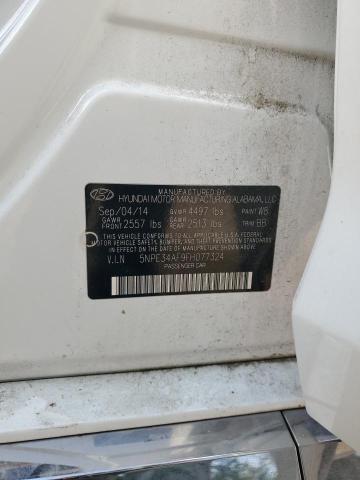 MANUFACTURED BY
HYUNDAI MOTOR MANUFACTURING ALABAMA, LLC
Sep/04/14 GVWR 4497 lbs PAINT WB
GAWR FRONT 2557 lbs GAWR REAR 2513 lbs TRIM BB
THIS VEHICLE CONFORMS TO ALL APPLICABLE U.S.A. FEDERAL
MOTOR VEHICLE SAFETY, BUMPER, AND THEFT PREVENTION STANDARDS
IN EFFECT ON THE DATE OF MANUFACTURE SHOWN ABOVE.
V.I.N 5NPE34AF9FH077324
PASSENGER CAR